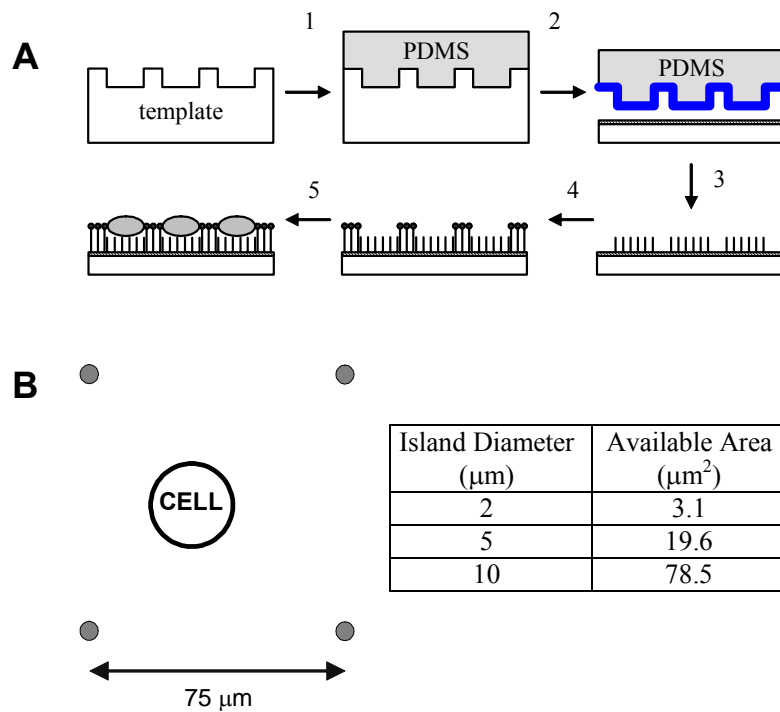 A
1
2
PDMS
PDMS
template
3
5
4
B
CELL
75 μm
Island Diameter (μm)
Available Area (μm²)
2
3.1
5
19.6
10
78.5